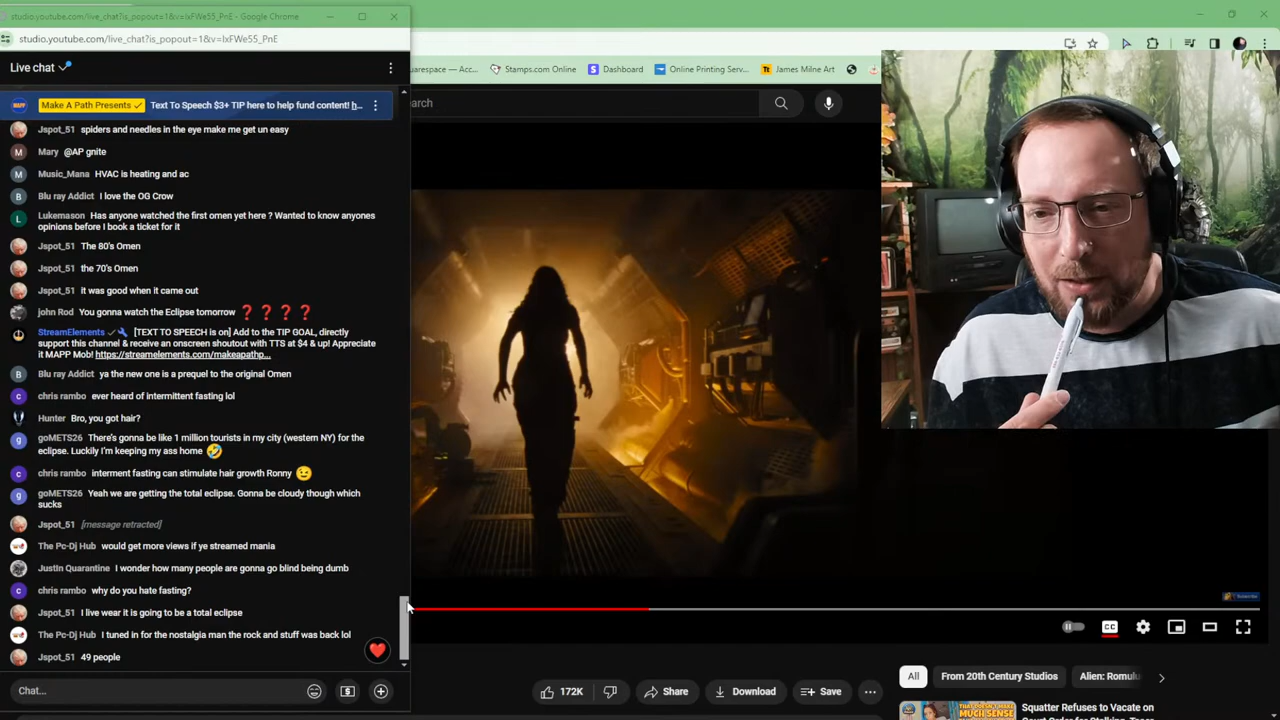 studio.youtube.com/live_chat?is_popout=1&v=lxFWe55_PnE - Google Chrome
studio.youtube.com/live_chat?is_popout=1&v=lxFWe55_PnE
Live chat
Make A Path Presents Text To Speech $3+ TIP here to help fund content! h...
Jspot_51 spiders and needles in the eye make me get un easy
Mary @AP gnite
Music_Mana HVAC is heating and ac
Blu ray Addict I love the OG Crow
Lukemason Has anyone watched the first omen yet here ? Wanted to know anyones
opinions before I book a ticket for it
Jspot_51 The 80's Omen
Jspot_51 the 70's Omen
Jspot_51 it was good when it came out
john Rod You gonna watch the Eclipse tomorrow ❓❓❓❓
StreamElements [TEXT TO SPEECH is on] Add to the TIP GOAL, directly
support this channel & receive an onscreen shoutout with TTS at $4 & up! Appreciate
it MAPP Mob! https://streamelements.com/makeapathp...
Blu ray Addict ya the new one is a prequel to the original Omen
chris rambo ever heard of intermittent fasting lol
Hunter Bro, you got hair?
goMETS26 There's gonna be like 1 million tourists in my city (western NY) for the
eclipse. Luckily I'm keeping my ass home 🤣
chris rambo interment fasting can stimulate hair growth Ronny 😉
goMETS26 Yeah we are getting the total eclipse. Gonna be cloudy though which
sucks
Jspot_51 [message retracted]
The Pc-Dj Hub would get more views if ye streamed mania
JustIn Quarantine I wonder how many people are gonna go blind being dumb
chris rambo why do you hate fasting?
Jspot_51 I live wear it is going to be a total eclipse
The Pc-Dj Hub I tuned in for the nostalgia man the rock and stuff was back lol
Jspot_51 49 people
Chat...
quarespace — Acc...
Stamps.com Online
Dashboard
Online Printing Serv...
Tt James Milne Art
earch
CC
172K
Share
Download
Save
All
From 20th Century Studios
Alien: Romulu
Squatter Refuses to Vacate on
THAT DOESN'T MAKE
MUCH SENSE